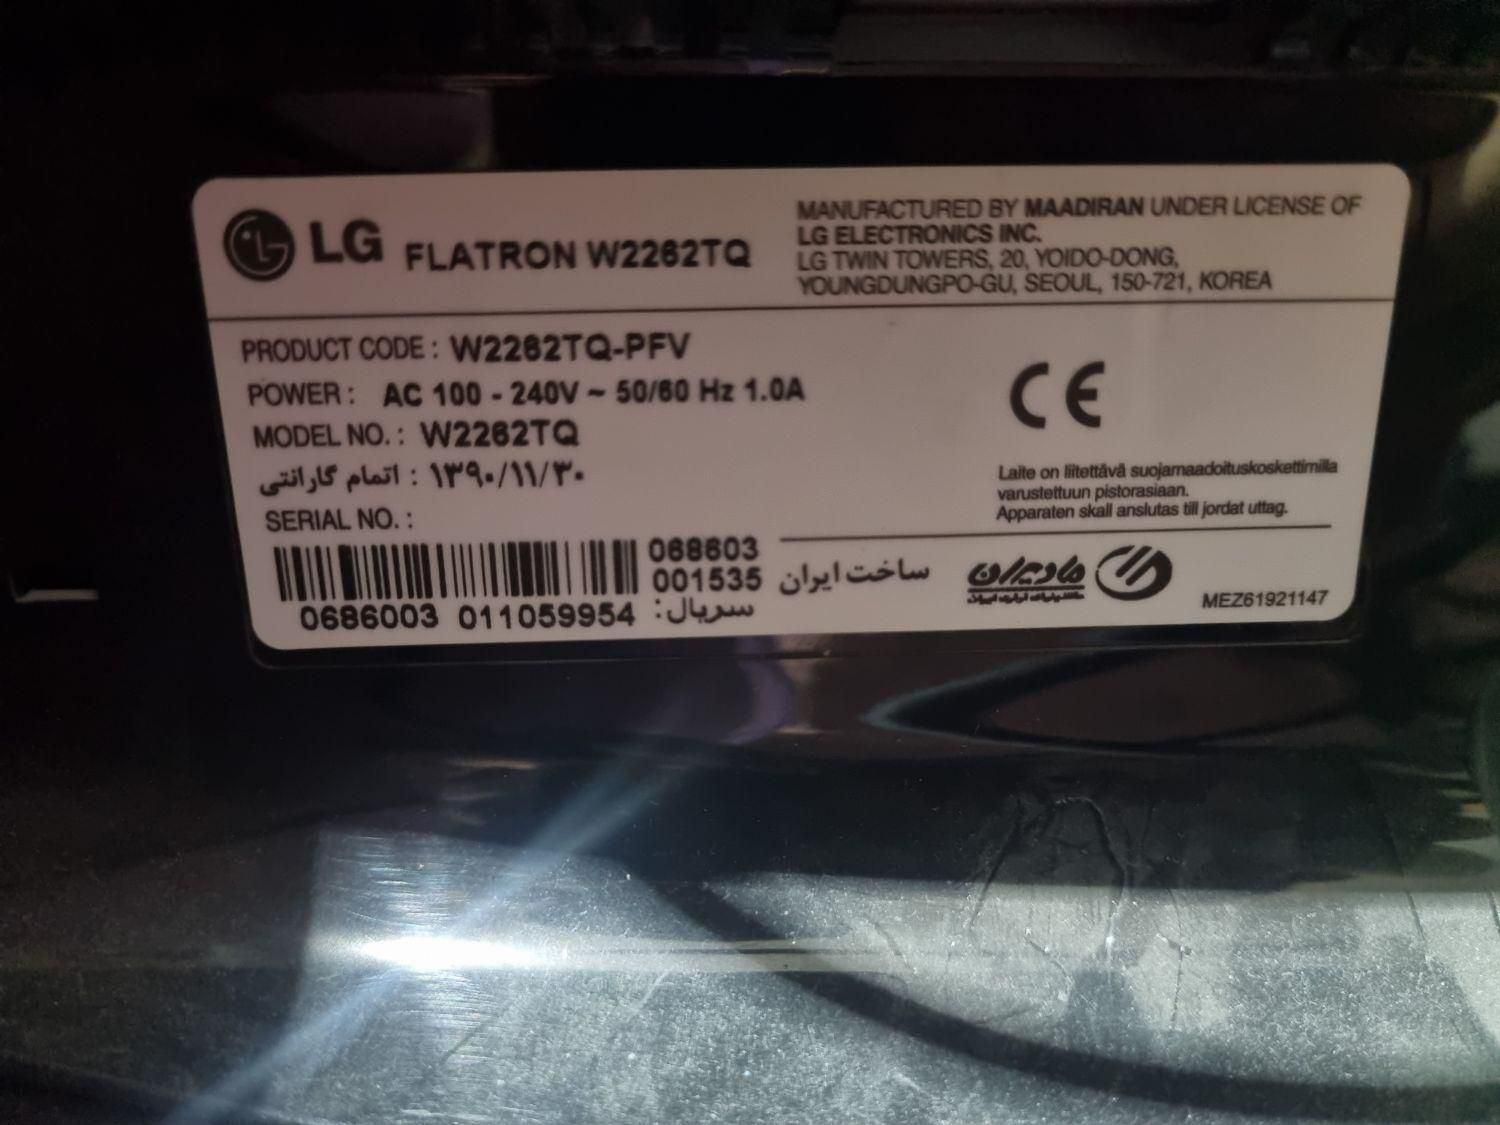 LG FLATRON W2262TQ
MANUFACTURED BY MAADIRAN UNDER LICENSE OF
LG ELECTRONICS INC.
LG TWIN TOWERS, 20, YOIDO-DONG,
YOUNGDUNGPO-GU, SEOUL, 150-721, KOREA
PRODUCT CODE : W2262TQ-PFV
POWER : AC 100 - 240V ~ 50/60 Hz 1.0A
MODEL NO. : W2262TQ
اتمام گارانتی : ۱۳۹۰/۱۱/۳۰
SERIAL NO. :
CE
Laite on liitettävä suojamaadoituskoskettimilla
varustettuun pistorasiaan.
Apparaten skall anslutas till jordat uttag.
068603
001535
0686003 011059954 سریال:
ساخت ایران
مادیران
MEZ61921147